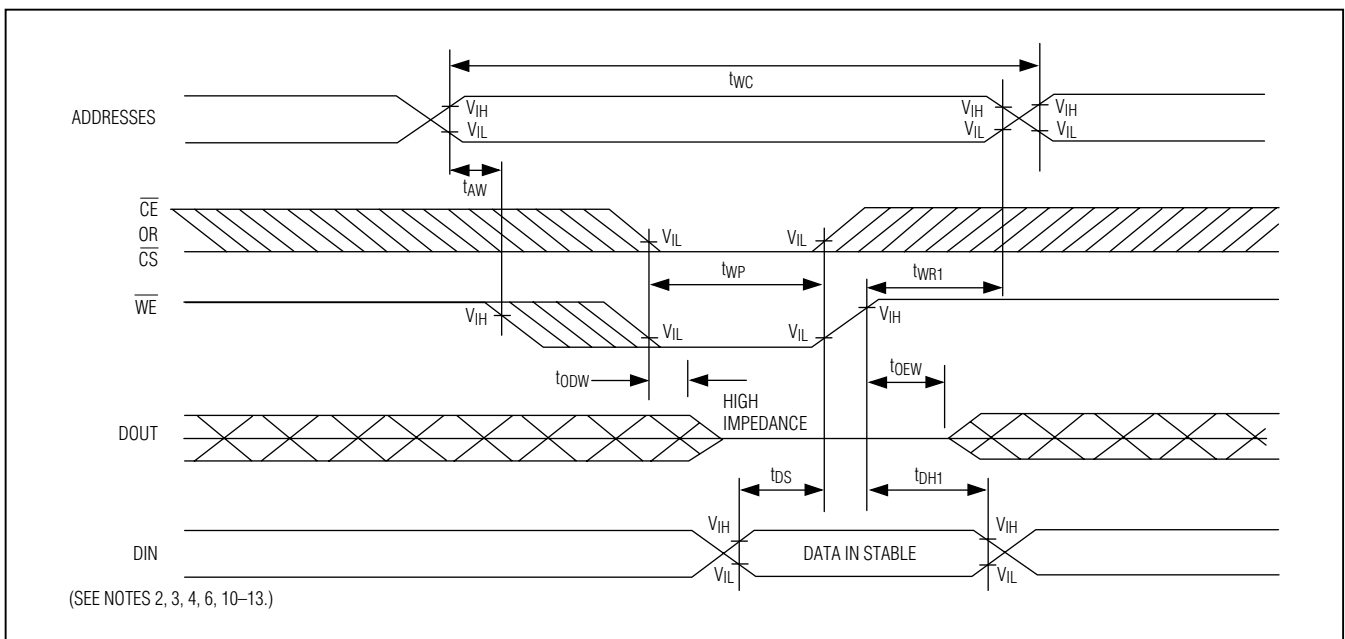 tWC
ADDRESSES
VIH
VIL
VIH
VIL
VIH
VIL
tAW
CE
OR
CS
VIL
VIL
tWP
tWR1
WE
VIH
VIL
VIL
VIH
tODW
tOEW
HIGH
IMPEDANCE
DOUT
tDS
tDH1
VIH
VIH
DIN
DATA IN STABLE
VIL
VIL
(SEE NOTES 2, 3, 4, 6, 10–13.)